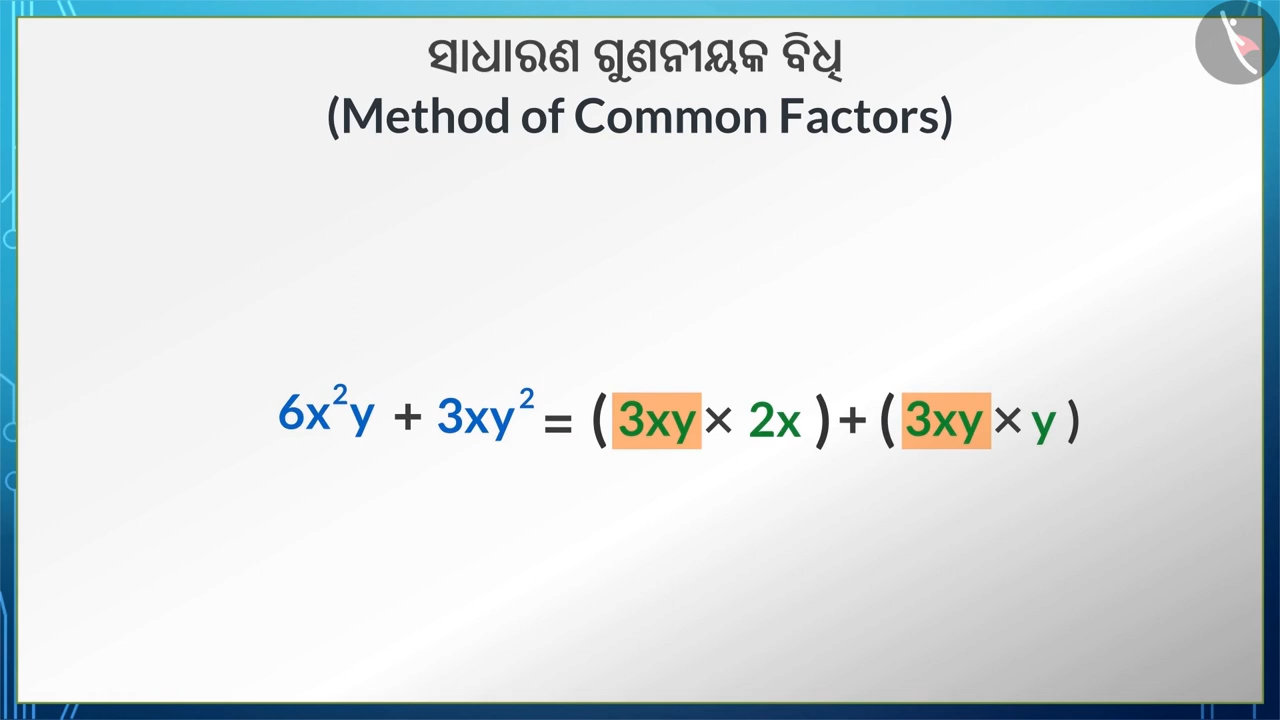 ସାଧାରଣ ଗୁଣନୀୟକ ବିଧି
(Method of Common Factors)
6x²y + 3xy² = (3xy × 2x) + (3xy × y)